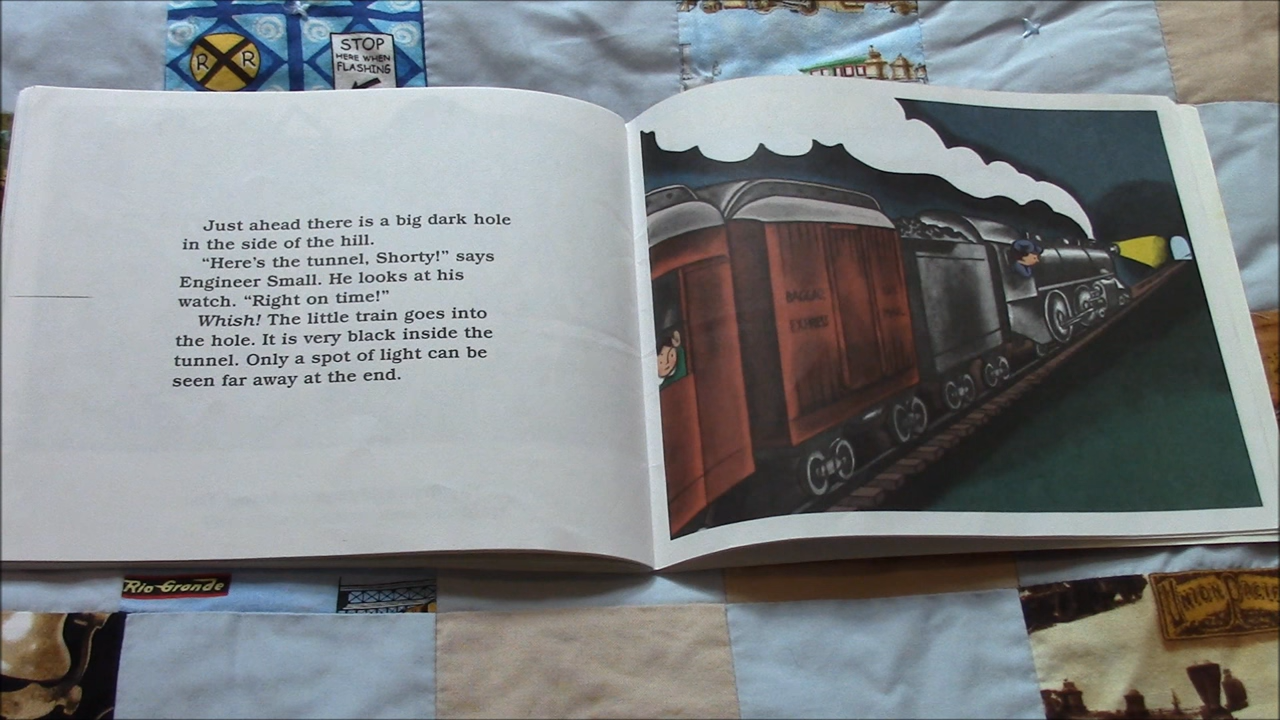 R R
STOP
HERE WHEN
FLASHING
Just ahead there is a big dark hole
in the side of the hill.
“Here’s the tunnel, Shorty!” says
Engineer Small. He looks at his
watch. “Right on time!”
Whish! The little train goes into
the hole. It is very black inside the
tunnel. Only a spot of light can be
seen far away at the end.
EXPRESS
Rio Grande
UNION